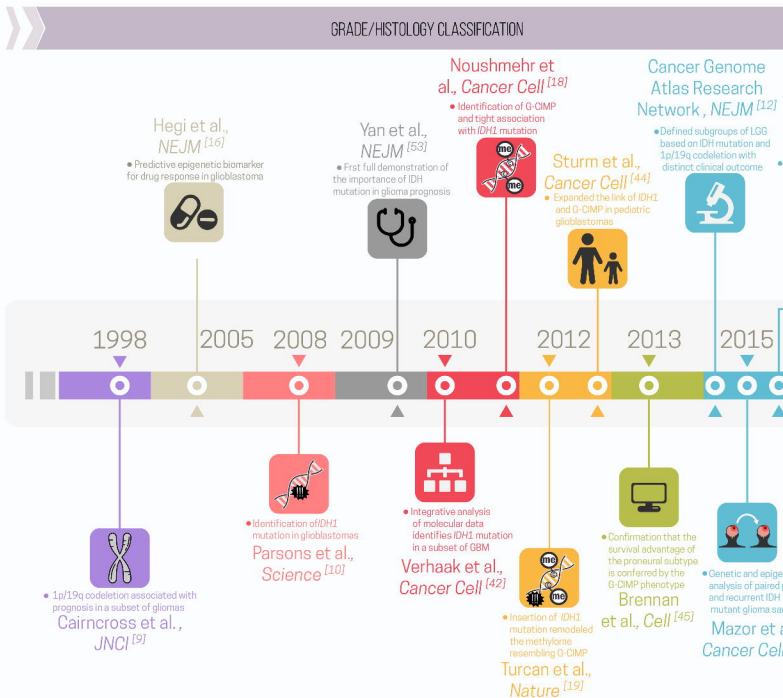 GRADE/HISTOLOGY CLASSIFICATION
Hegi et al.,
NEJM [16]
• Predictive epigenetic biomarker
for drug response in glioblastoma
Yan et al.,
NEJM [53]
• Frst full demonstration of
the importance of IDH
mutation in glioma prognosis
Noushmehr et
al., Cancer Cell [18]
• Identification of G-CIMP
and tight association
with IDH1 mutation
me
me
Sturm et al.,
Cancer Cell [44]
• Expanded the link of IDH1
and G-CIMP in pediatric
glioblastomas
Cancer Genome
Atlas Research
Network , NEJM [12]
• Defined subgroups of LGG
based on IDH mutation and
1p/19q codeletion with
distinct clinical outcome
•
1998
2005
2008
2009
2010
2012
2013
2015
• 1p/19q codeletion associated with
prognosis in a subset of gliomas
Cairncross et al. ,
JNCI [9]
• Identification of IDH1
mutation in glioblastomas
Parsons et al.,
Science [10]
• Integrative analysis
of molecular data
identifies IDH1 mutation
in a subset of GBM
Verhaak et al.,
Cancer Cell [42]
me
me
• Insertion of IDH1
mutation remodeled
the methylome
resembling G-CIMP
Turcan et al.,
Nature [19]
• Confirmation that the
survival advantage of
the proneural subtype
is conferred by the
G-CIMP phenotype
Brennan
et al., Cell [45]
• Genetic and epige
analysis of paired p
and recurrent IDH
mutant glioma sa
Mazor et a
Cancer Cell